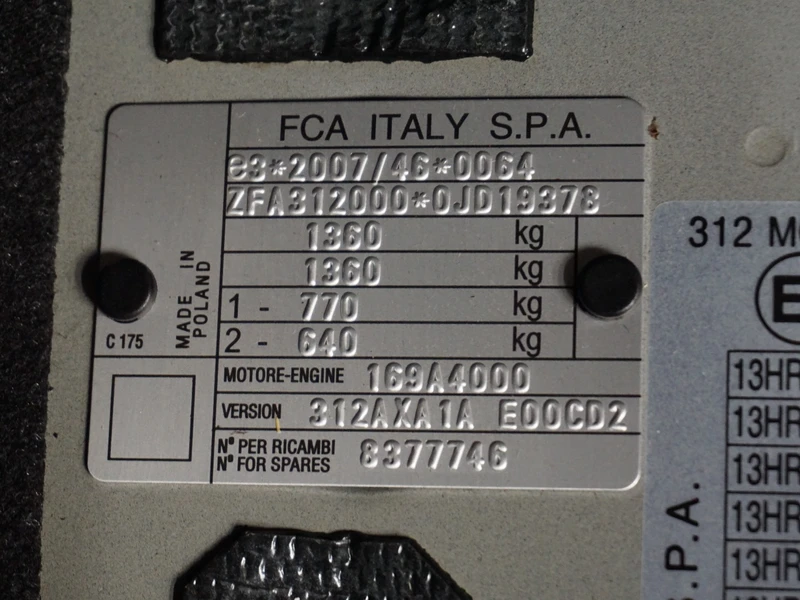 FCA ITALY S.P.A.
e3*2007/46*0064
ZFA312000*0JD19378
1360 kg
1360 kg
1 - 770 kg
2 - 640 kg
MADE IN
POLAND
C 175
MOTORE-ENGINE 169A4000
VERSION 312AXA1A E00CD2
N° PER RICAMBI
N° FOR SPARES
8377746
312 M
E
13HR
13HR
13HR
13HR
13HR
S.P.A.